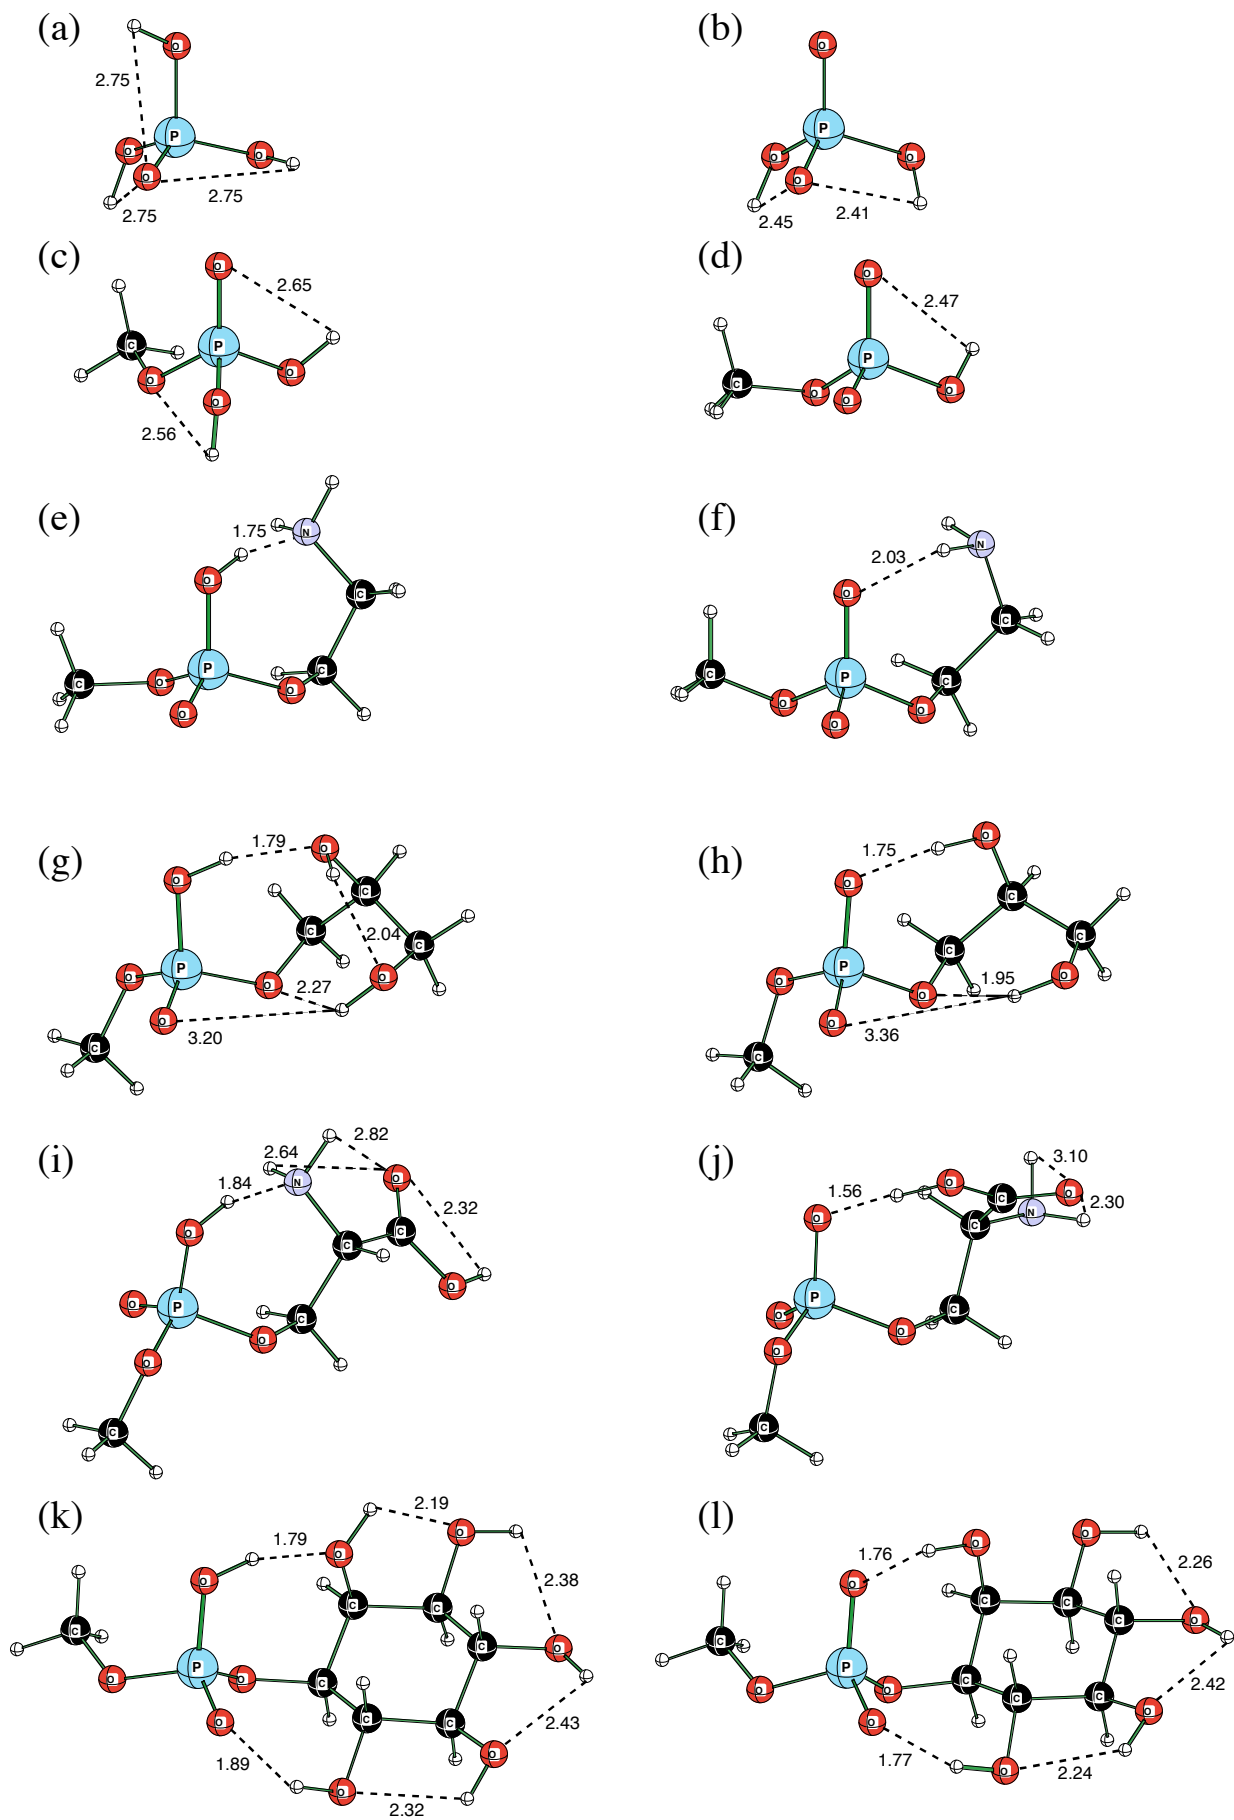 (a)
O
2.75
P
O
O
O
2.75
2.75
(b)
O
P
O
O
O
2.45
2.41
(c)
O
2.65
C
P
O
O
O
2.56
(d)
O
2.47
P
C
O
O
O
(e)
1.75
N
O
C
P
C
C
O
O
O
(f)
N
2.03
O
C
P
C
C
O
O
O
(g)
1.79
O
O
C
C
2.04
C
P
O
O
O
2.27
O
3.20
C
(h)
O
1.75
O
C
C
C
P
O
O
1.95
O
O
3.36
C
(i)
2.82
2.64
O
1.84
N
2.32
O
C
C
O
O
P
C
O
O
C
(j)
3.10
1.56
O
C
O
2.30
O
C
N
P
C
O
O
O
C
(k)
2.19
O
1.79
O
2.38
O
C
C
C
C
O
P
O
O
C
C
C
O
2.43
1.89
O
O
2.32
(l)
O
O
1.76
O
2.26
C
C
C
O
C
P
C
O
O
C
C
2.42
O
O
1.77
O
2.24